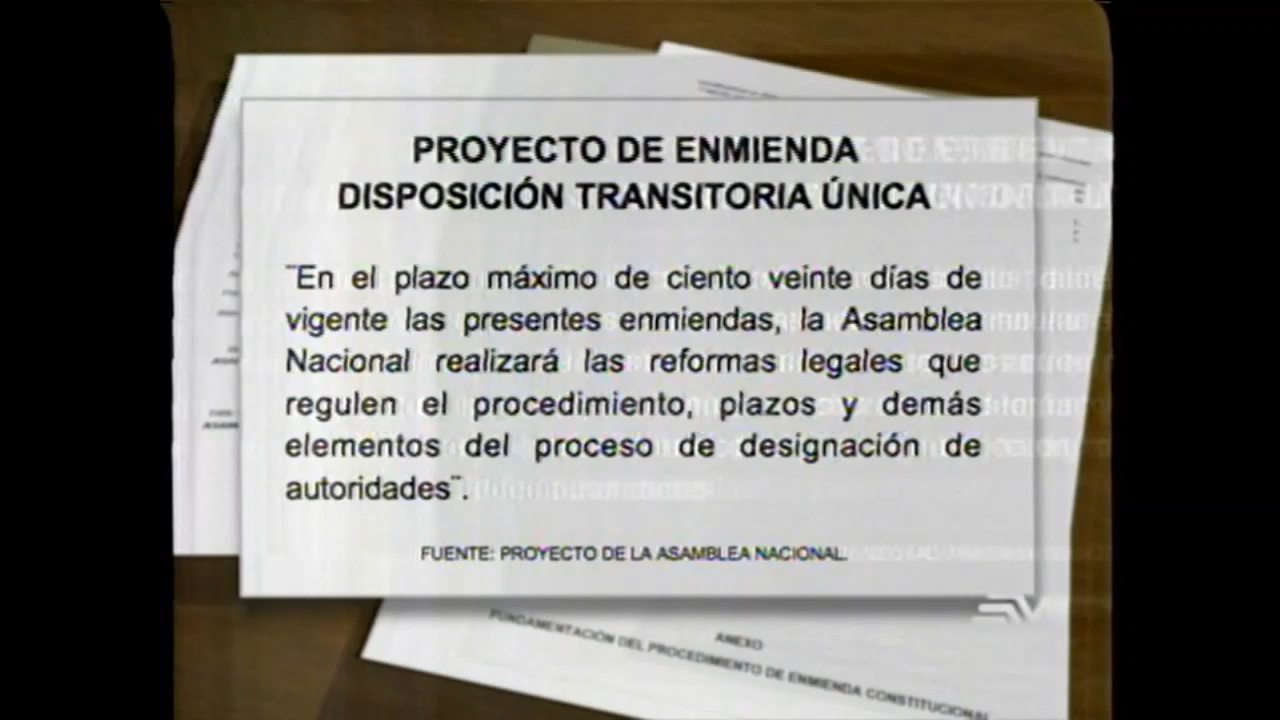 PROYECTO DE ENMIENDA
DISPOSICIÓN TRANSITORIA ÚNICA
¨En el plazo máximo de ciento veinte días de
vigente las presentes enmiendas, la Asamblea
Nacional realizará las reformas legales que
regulen el procedimiento, plazos y demás
elementos del proceso de designación de
autoridades¨.
FUENTE: PROYECTO DE LA ASAMBLEA NACIONAL.
ANEXO
FUNDAMENTACIÓN DEL PROCEDIMIENTO DE ENMIENDA CONSTITUCIONAL